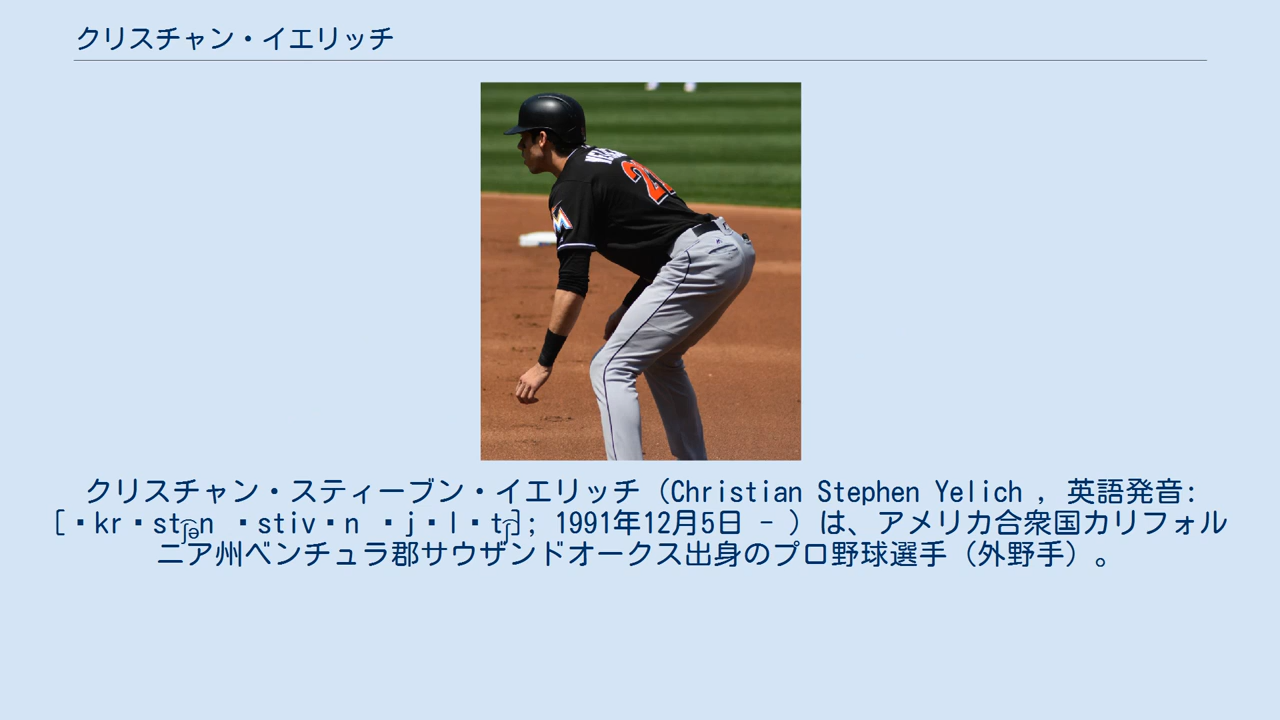 クリスチャン・イエリッチ
クリスチャン・スティーブン・イエリッチ（Christian Stephen Yelich , 英語発音:
[▪kr▪stʃən ▪stiv▪n ▪j▪l▪tʃ]; 1991年12月5日 - ）は、アメリカ合衆国カリフォル
ニア州ベンチュラ郡サウザンドオークス出身のプロ野球選手（外野手）。